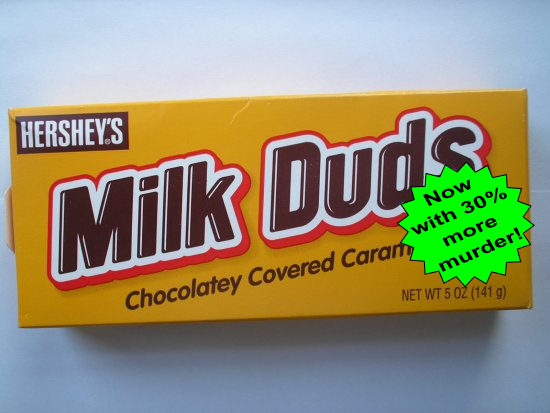 HERSHEY'S
Milk Duds
Chocolatey Covered Caram
Now
with 30%
more
murder!
NET WT 5 OZ (141 g)